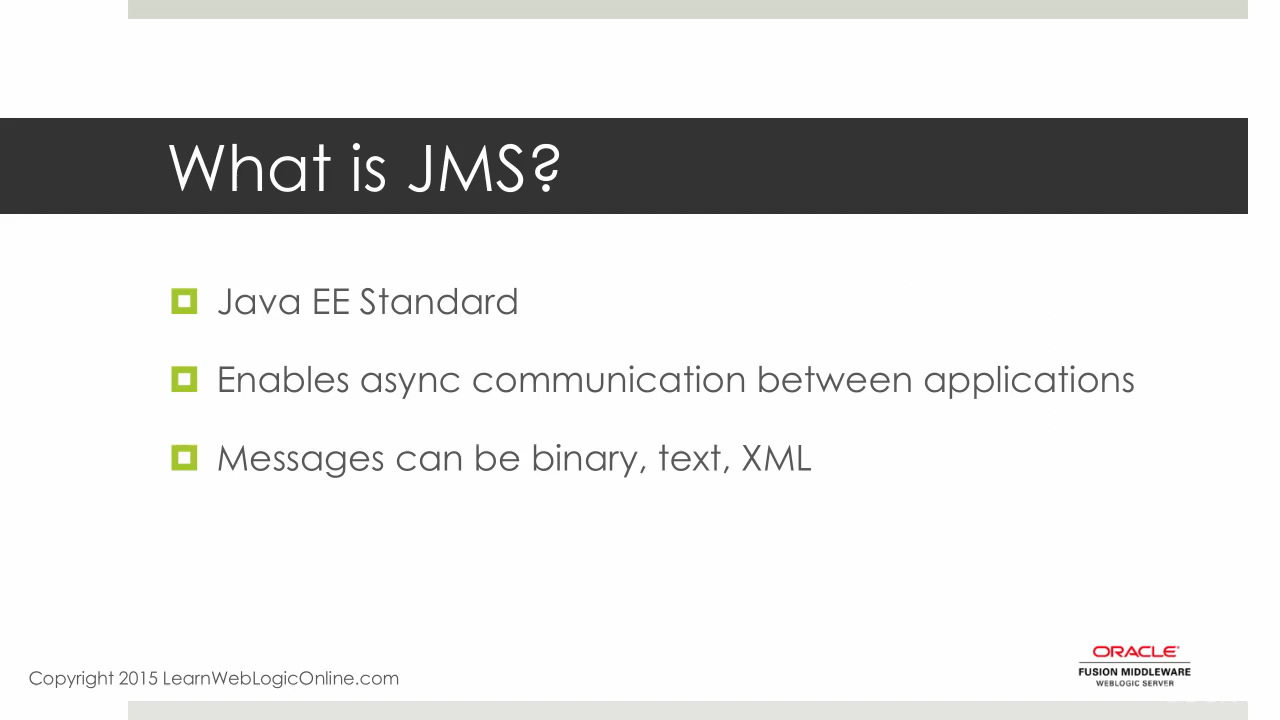 What is JMS?
Java EE Standard
Enables async communication between applications
Messages can be binary, text, XML
Copyright 2015 LearnWebLogicOnline.com
ORACLE
FUSION MIDDLEWARE
WEBLOGIC SERVER